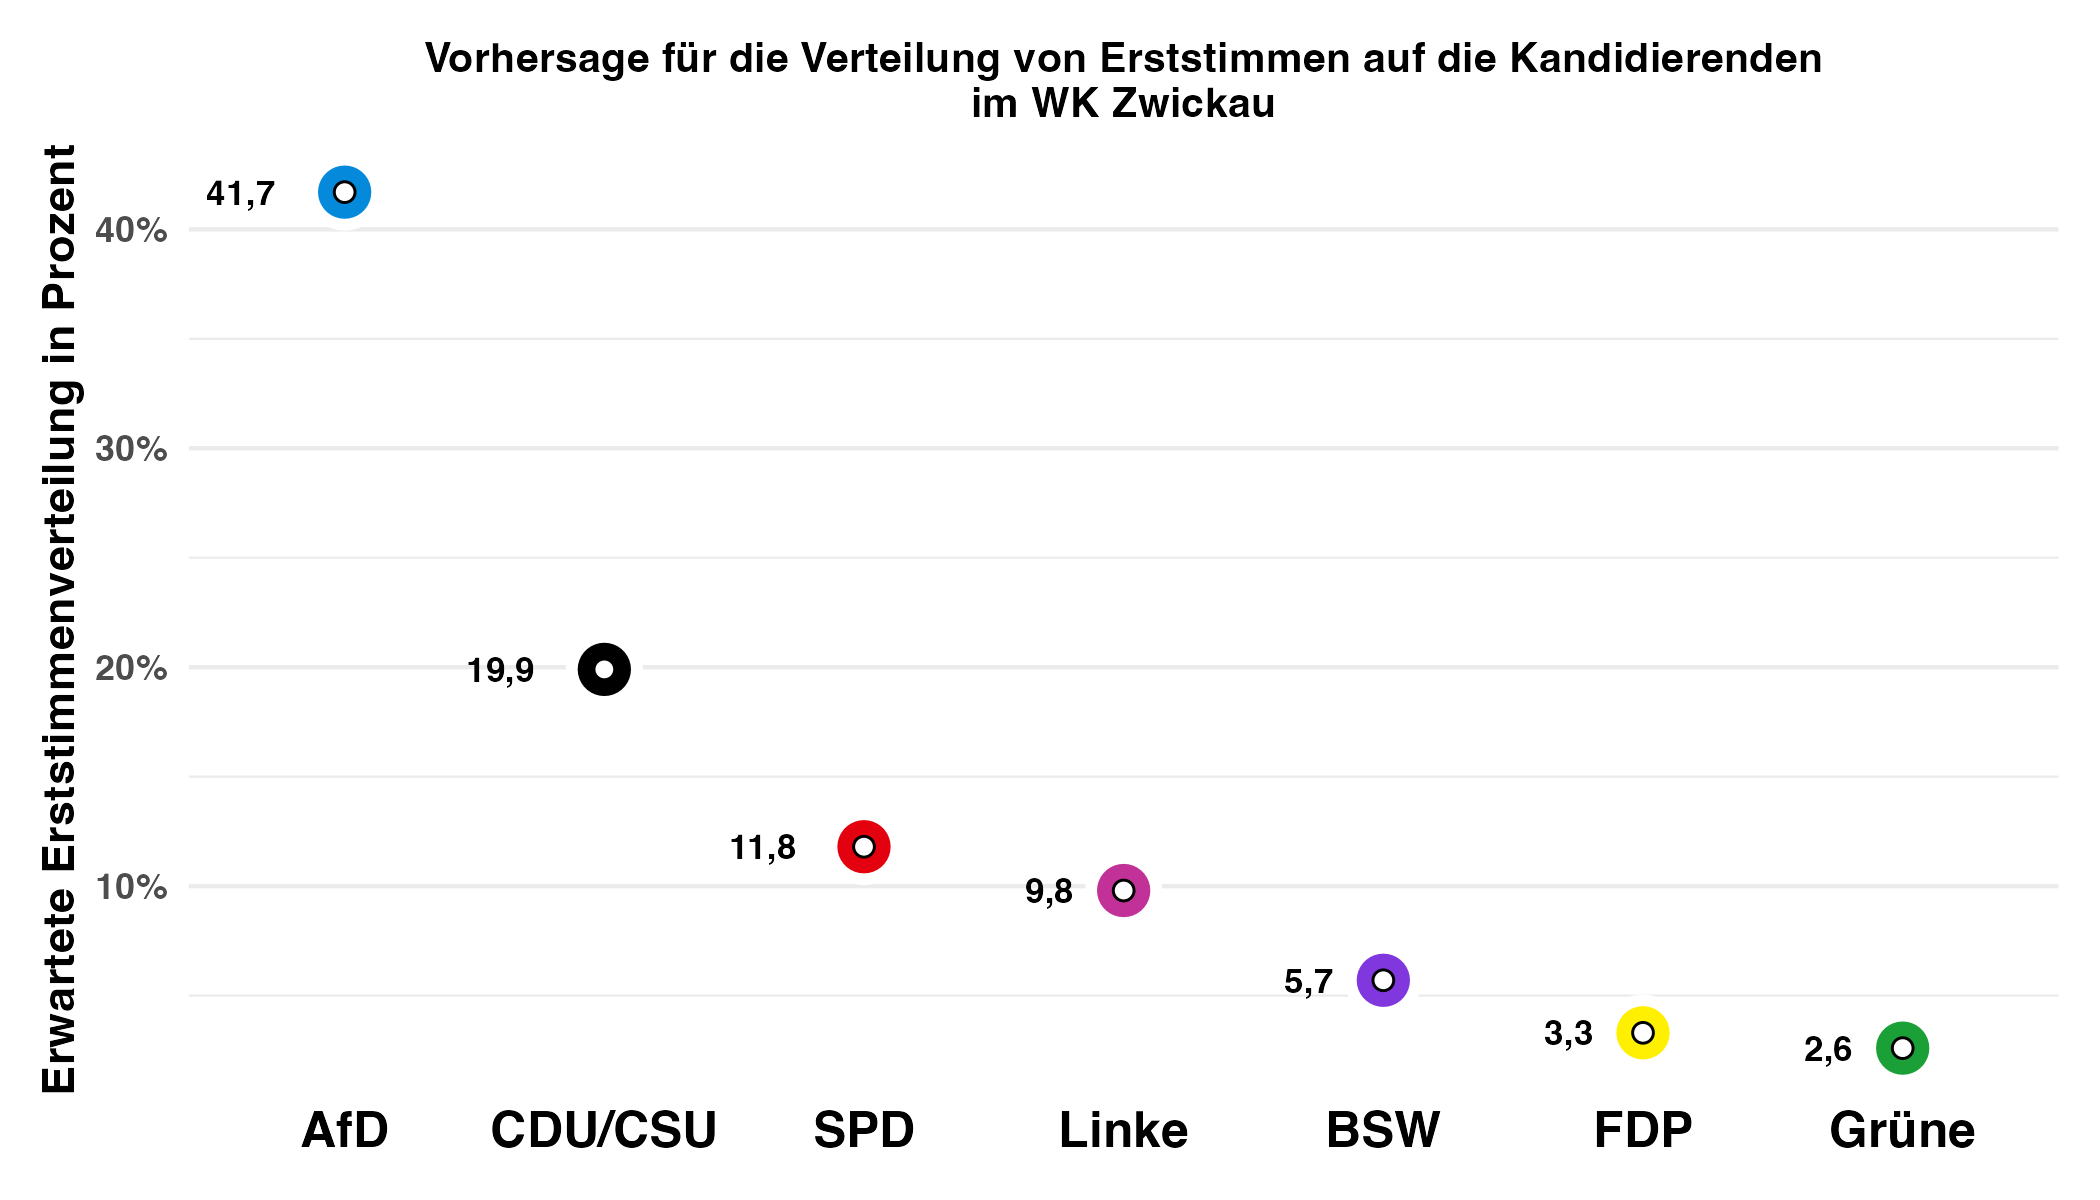 Vorhersage für die Verteilung von Erststimmen auf die Kandidierenden
im WK Zwickau
Erwartete Erststimmenverteilung in Prozent
40%
30%
20%
10%
41,7
19,9
11,8
9,8
5,7
3,3
2,6
AfD
CDU/CSU
SPD
Linke
BSW
FDP
Grüne